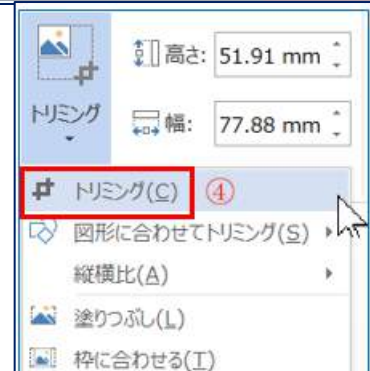 高さ: 51.91 mm
トリミング
幅: 77.88 mm
トリミング(C) ④
図形に合わせてトリミング(S)
縦横比(A)
塗りつぶし(L)
枠に合わせる(T)